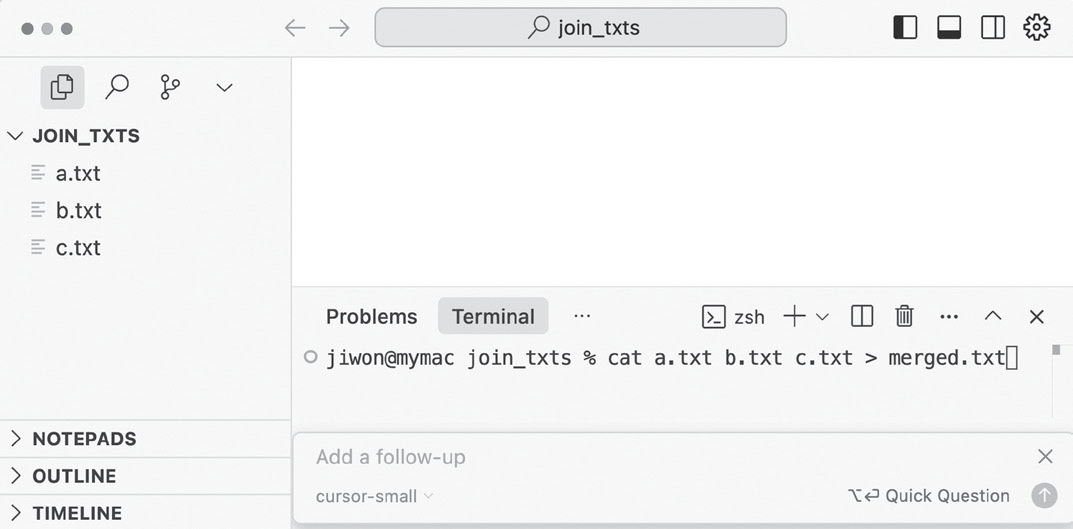 join_txts
JOIN_TXTS
a.txt
b.txt
c.txt
Problems
Terminal
···
zsh
jiwon@mymac join_txts % cat a.txt b.txt c.txt > merged.txt
NOTEPADS
OUTLINE
TIMELINE
Add a follow-up
cursor-small
⌥⏎ Quick Question